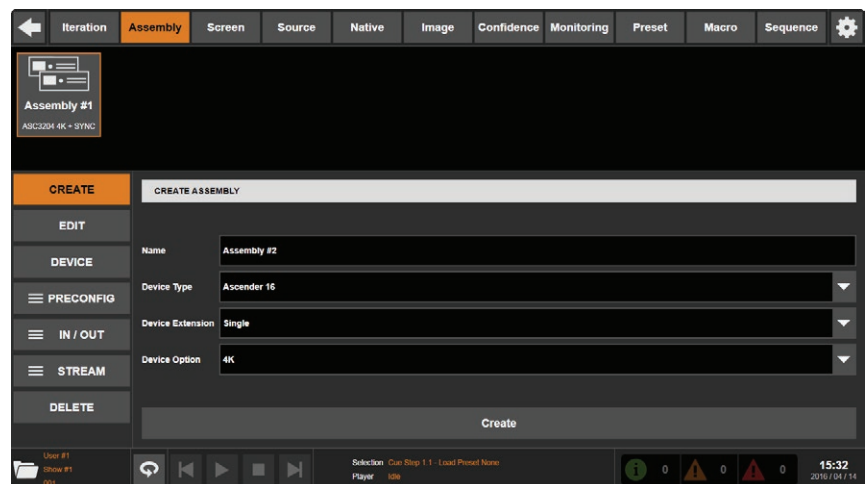 Iteration Assembly Screen Source Native Image Confidence Monitoring Preset Macro Sequence
Assembly #1
ASC3204 4K + SYNC
CREATE
CREATE ASSEMBLY
EDIT
Name Assembly #2
DEVICE
Device Type Ascender 16
PRECONFIG
Device Extension Single
IN / OUT
Device Option 4K
STREAM
DELETE
Create
User #1
Show #1
001
Selection Cue Step 1.1 - Load Preset None
Player Idle
0 0 0
15:32
2016 / 04 / 14